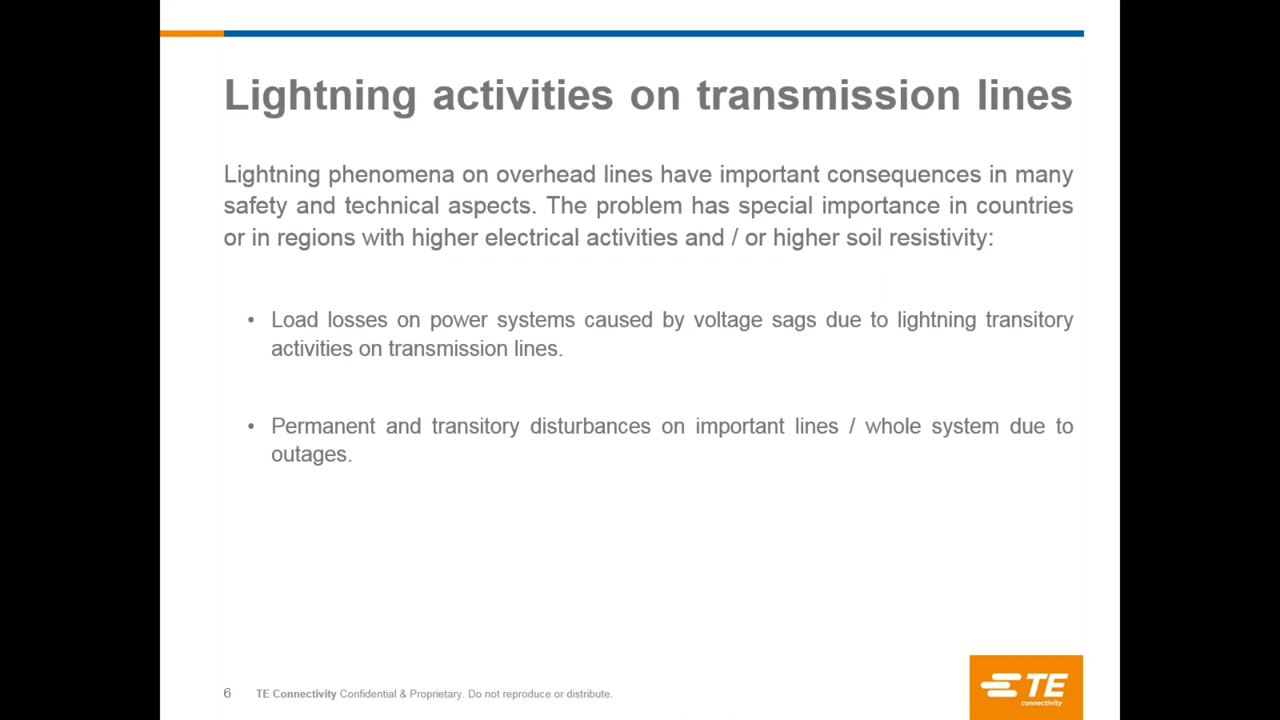 Lightning activities on transmission lines
Lightning phenomena on overhead lines have important consequences in many
safety and technical aspects. The problem has special importance in countries
or in regions with higher electrical activities and / or higher soil resistivity:
• Load losses on power systems caused by voltage sags due to lightning transitory
activities on transmission lines.
• Permanent and transitory disturbances on important lines / whole system due to
outages.
6 TE Connectivity Confidential & Proprietary. Do not reproduce or distribute.
TE
connectivity